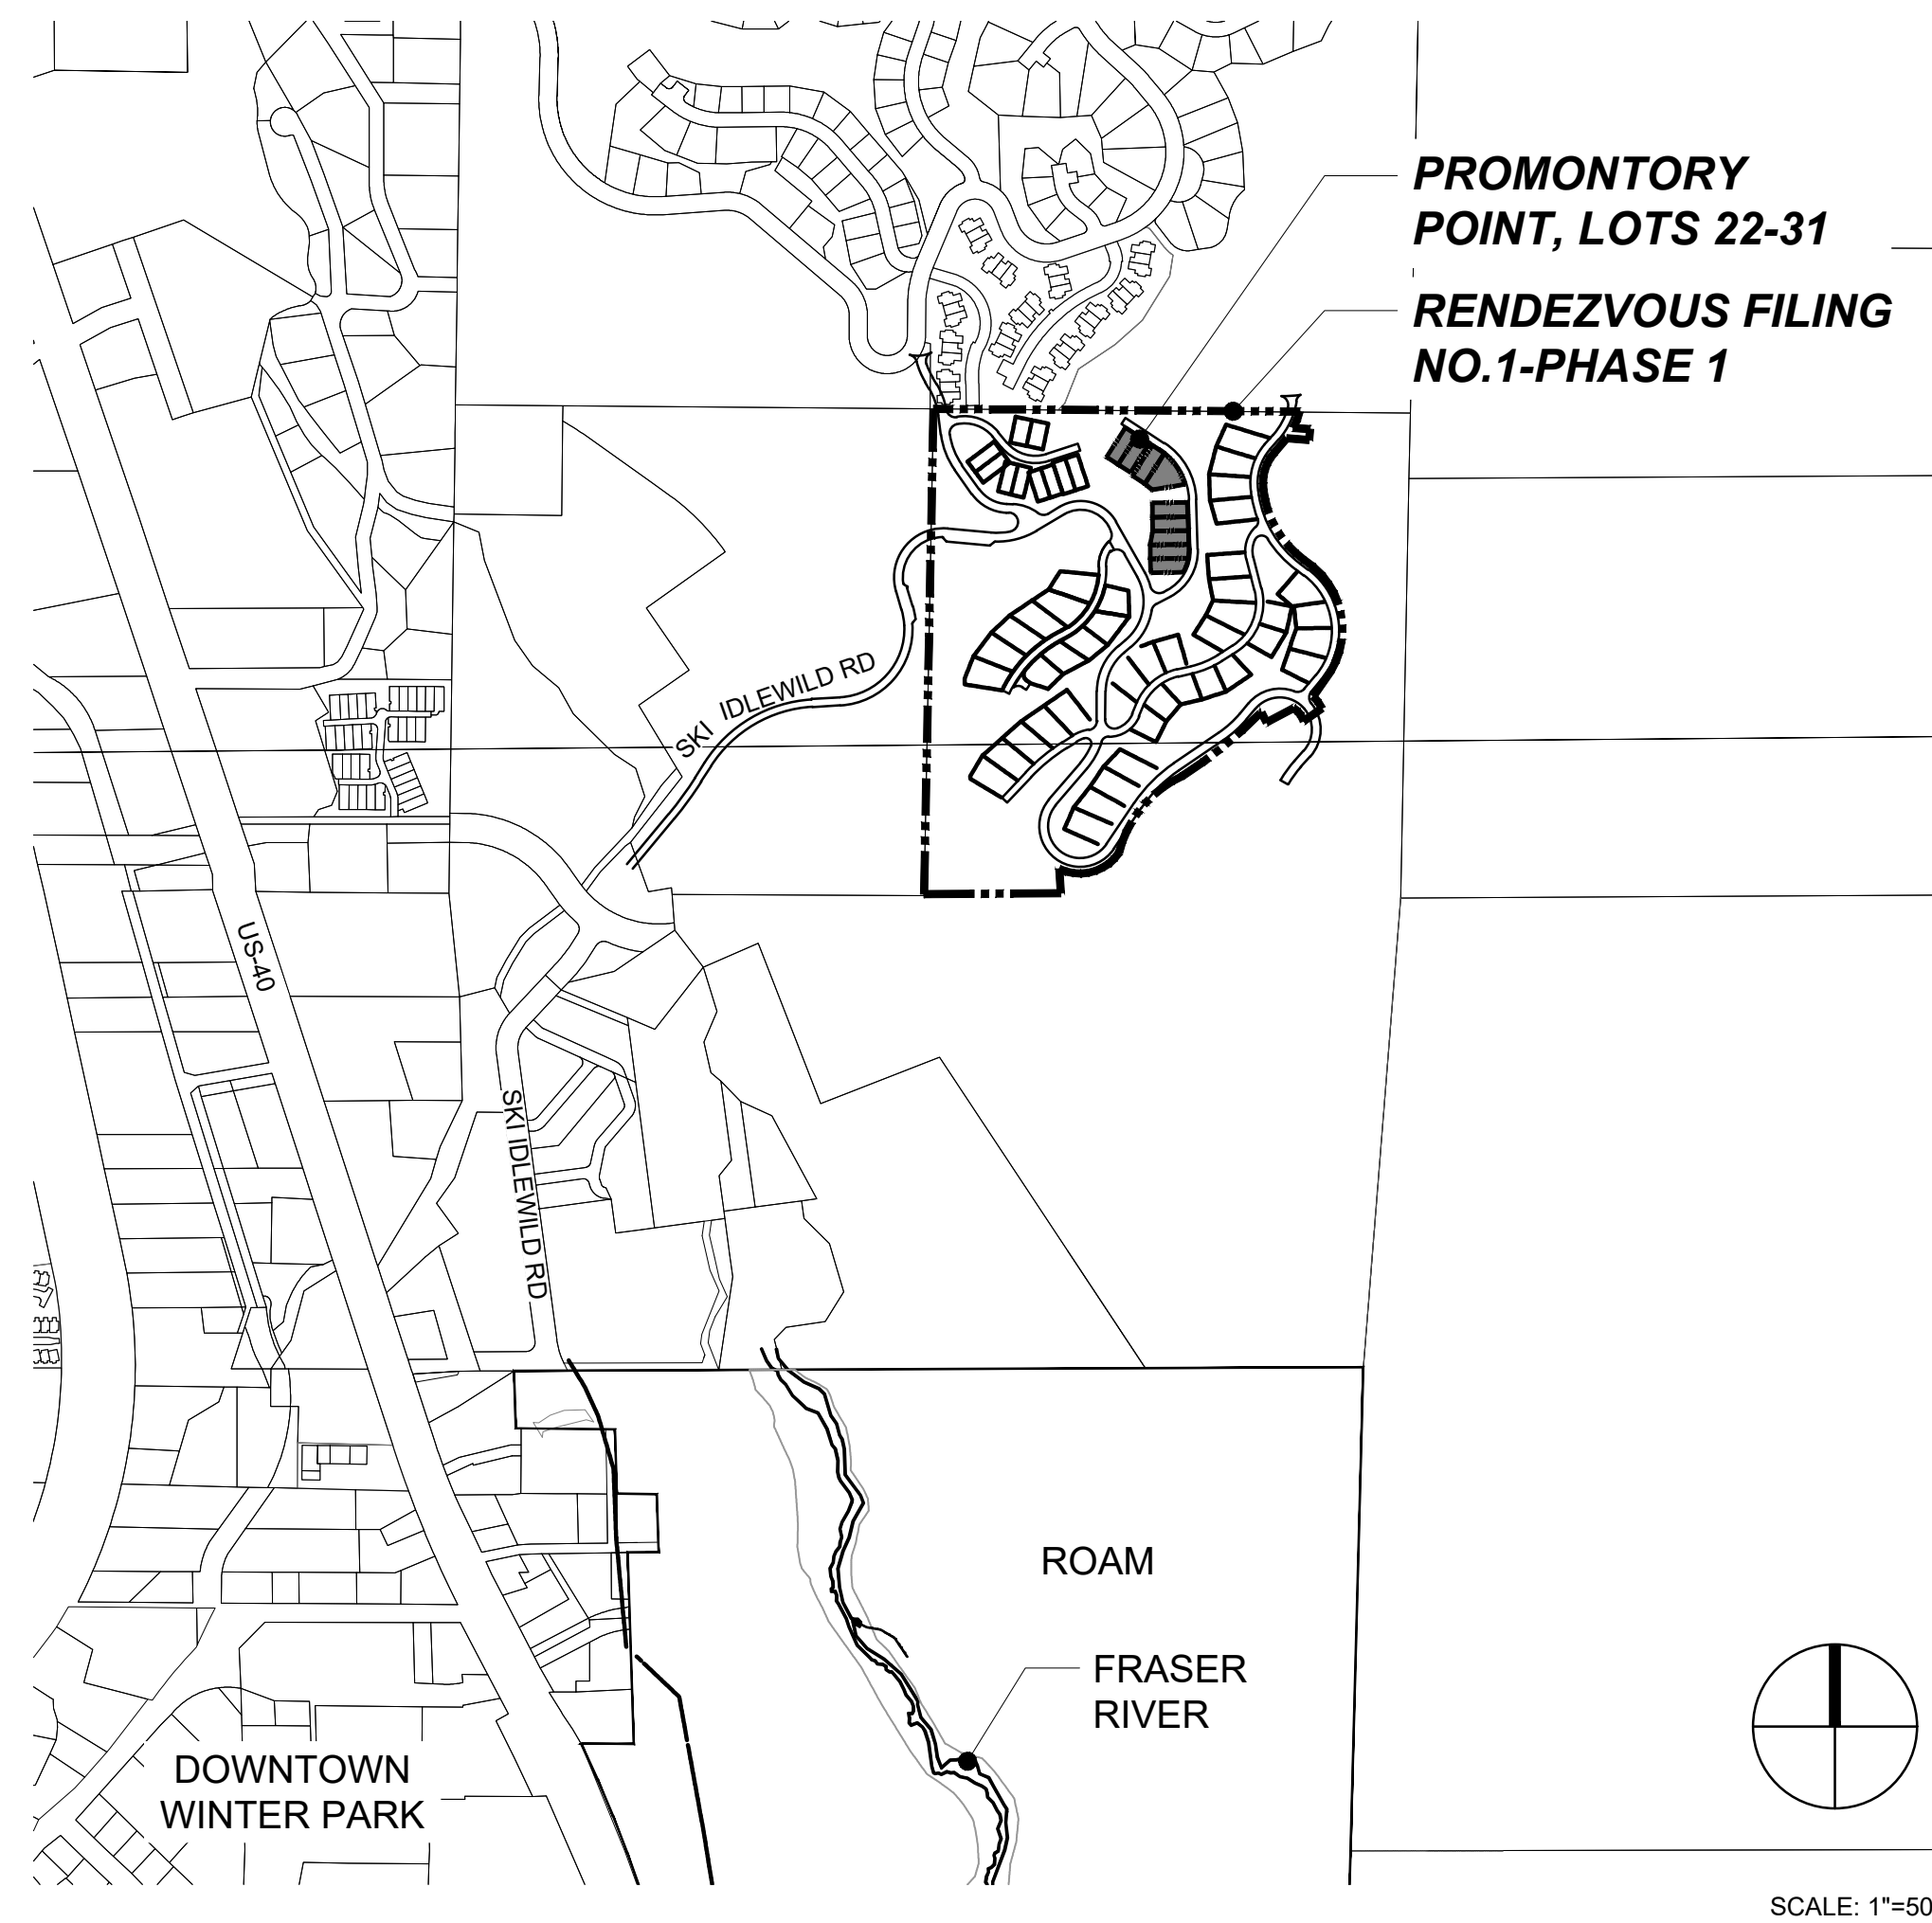 PROMONTORY
POINT, LOTS 22-31
RENDEZVOUS FILING
NO.1-PHASE 1
SKI IDLEWILD RD
US-40
SKI IDLEWILD RD
ROAM
FRASER
RIVER
DOWNTOWN
WINTER PARK
SCALE: 1"=50